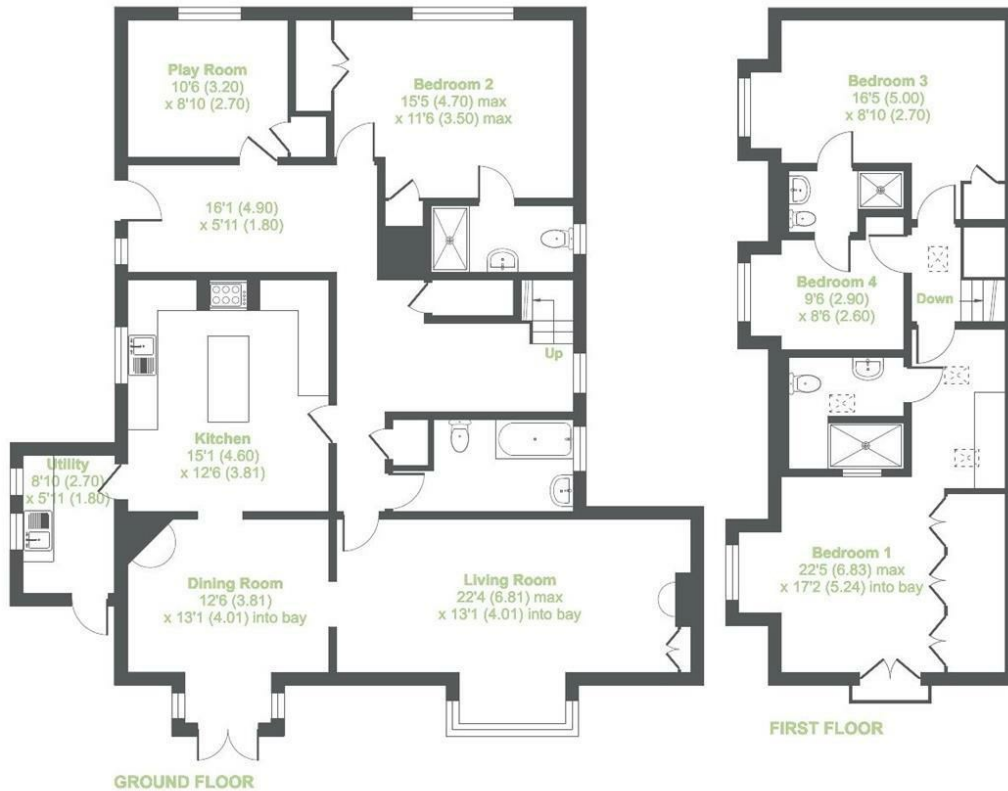 Play Room
10'6 (3.20)
x 8'10 (2.70)
Bedroom 2
15'5 (4.70) max
x 11'6 (3.50) max
16'1 (4.90)
x 5'11 (1.80)
Up
Kitchen
15'1 (4.60)
x 12'6 (3.81)
Utility
8'10 (2.70)
x 5'11 (1.80)
Dining Room
12'6 (3.81)
x 13'1 (4.01) into bay
Living Room
22'4 (6.81) max
x 13'1 (4.01) into bay
GROUND FLOOR
Bedroom 3
16'5 (5.00)
x 8'10 (2.70)
Bedroom 4
9'6 (2.90)
x 8'6 (2.60)
Down
Bedroom 1
22'5 (6.83) max
x 17'2 (5.24) into bay
FIRST FLOOR